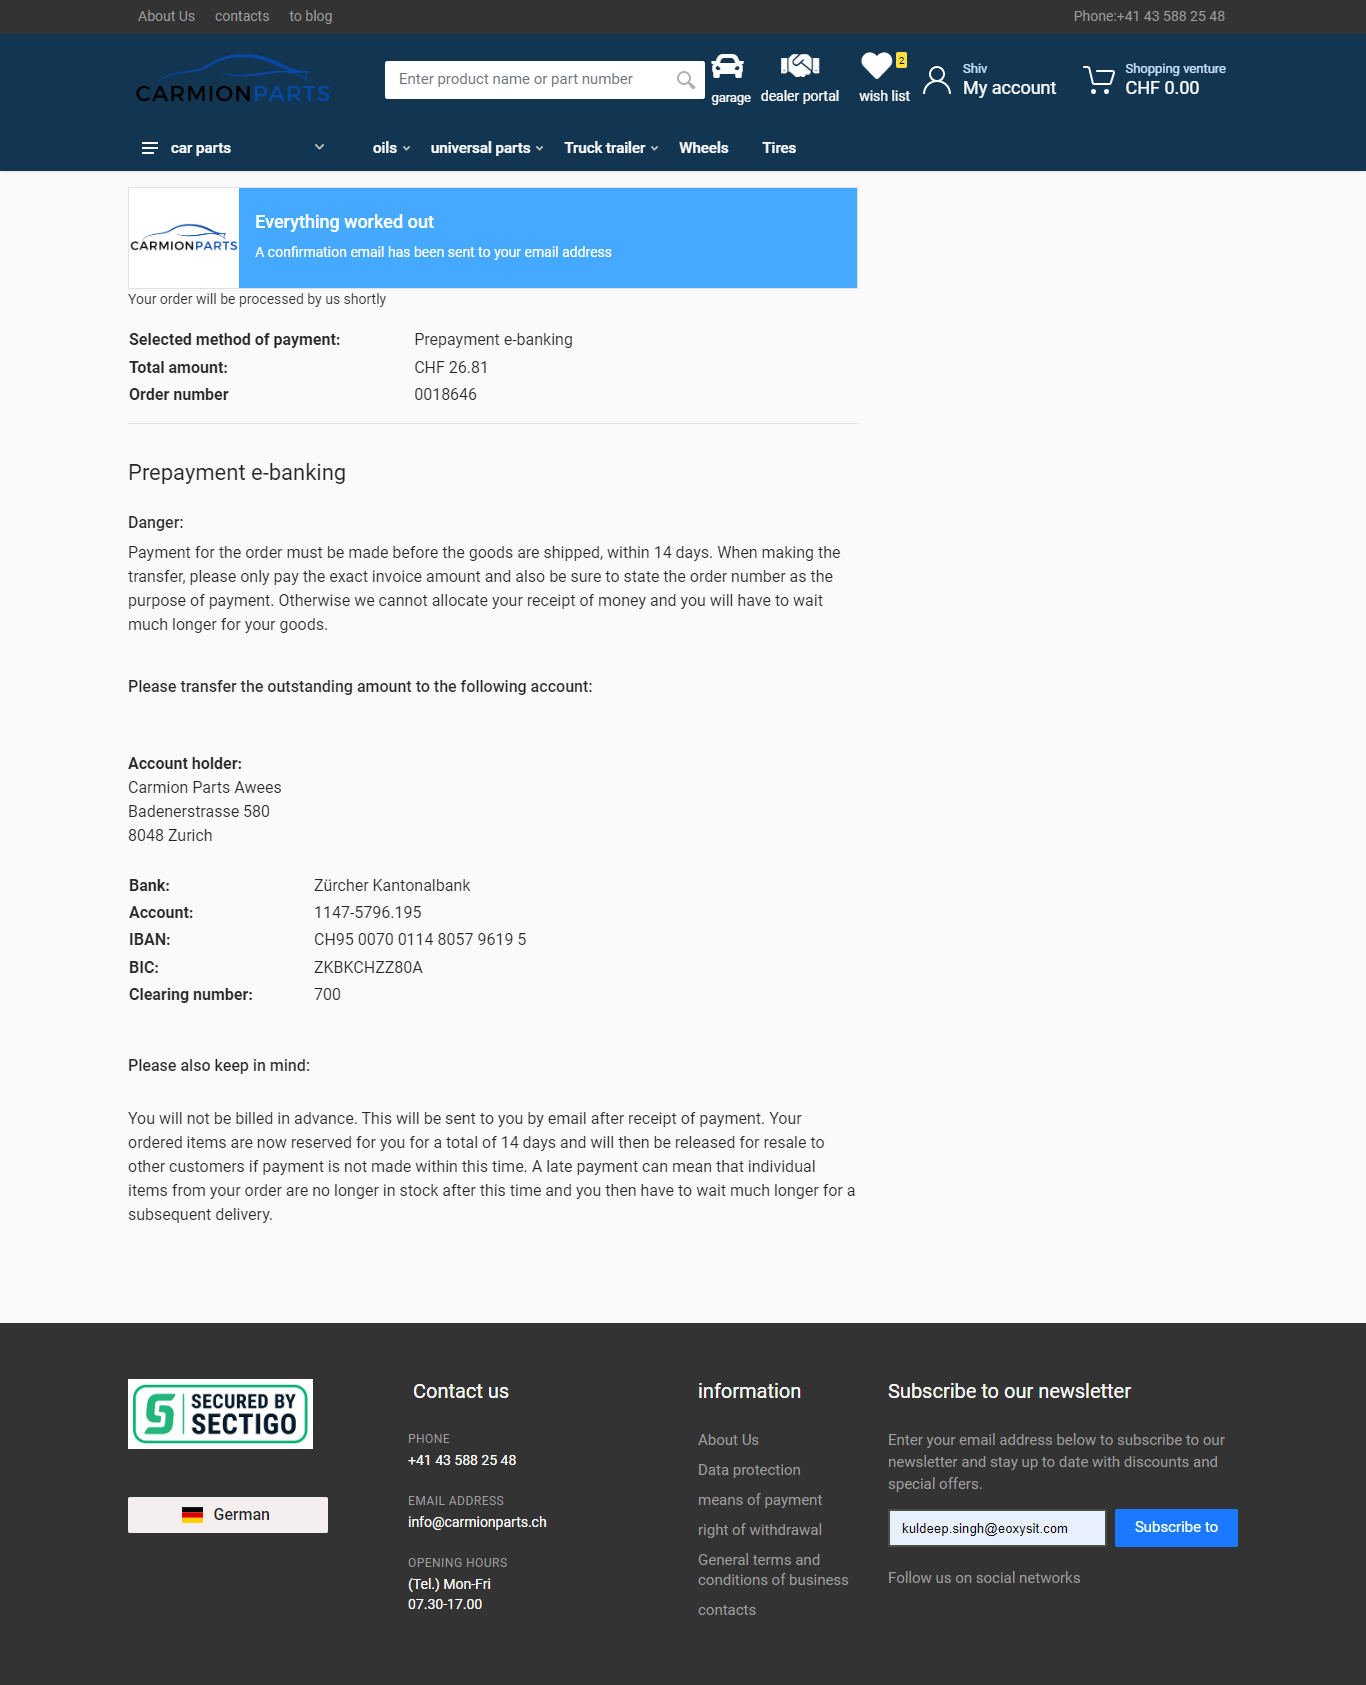 About Us contacts to blog Phone:+41 43 588 25 48
CARMIONPARTS
Enter product name or part number
garage
dealer portal
2
wish list
Shiv
My account
Shopping venture
CHF 0.00
car parts oils universal parts Truck trailer Wheels Tires
CARMIONPARTS
Everything worked out
A confirmation email has been sent to your email address
Your order will be processed by us shortly
Selected method of payment: Prepayment e-banking
Total amount: CHF 26.81
Order number 0018646
Prepayment e-banking
Danger:
Payment for the order must be made before the goods are shipped, within 14 days. When making the
transfer, please only pay the exact invoice amount and also be sure to state the order number as the
purpose of payment. Otherwise we cannot allocate your receipt of money and you will have to wait
much longer for your goods.
Please transfer the outstanding amount to the following account:
Account holder:
Carmion Parts Awees
Badenerstrasse 580
8048 Zurich
Bank: Zürcher Kantonalbank
Account: 1147-5796.195
IBAN: CH95 0070 0114 8057 9619 5
BIC: ZKBKCHZZ80A
Clearing number: 700
Please also keep in mind:
You will not be billed in advance. This will be sent to you by email after receipt of payment. Your
ordered items are now reserved for you for a total of 14 days and will then be released for resale to
other customers if payment is not made within this time. A late payment can mean that individual
items from your order are no longer in stock after this time and you then have to wait much longer for a
subsequent delivery.
SECURED BY
SECTIGO
German
Contact us
PHONE
+41 43 588 25 48
EMAIL ADDRESS
info@carmionparts.ch
OPENING HOURS
(Tel.) Mon-Fri
07.30-17.00
information
About Us
Data protection
means of payment
right of withdrawal
General terms and
conditions of business
contacts
Subscribe to our newsletter
Enter your email address below to subscribe to our
newsletter and stay up to date with discounts and
special offers.
kuldeep.singh@eoxysit.com Subscribe to
Follow us on social networks